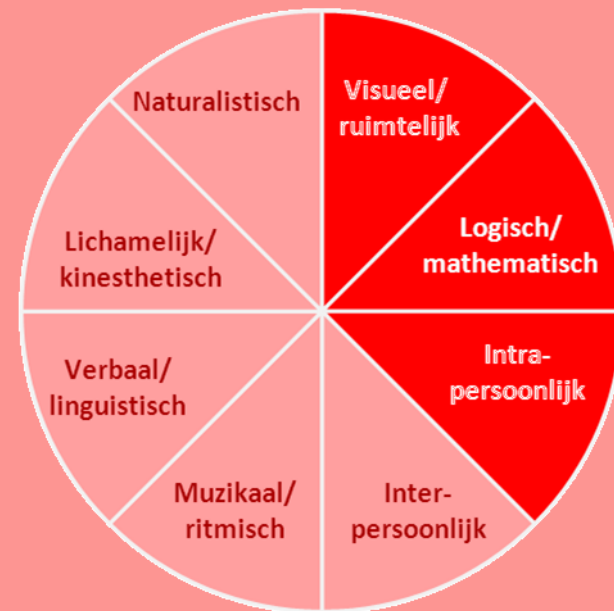 Visueel/
ruimtelijk
Logisch/
mathematisch
Intra-
persoonlijk
Inter-
persoonlijk
Muzikaal/
ritmisch
Verbaal/
linguistisch
Lichamelijk/
kinesthetisch
Naturalistisch